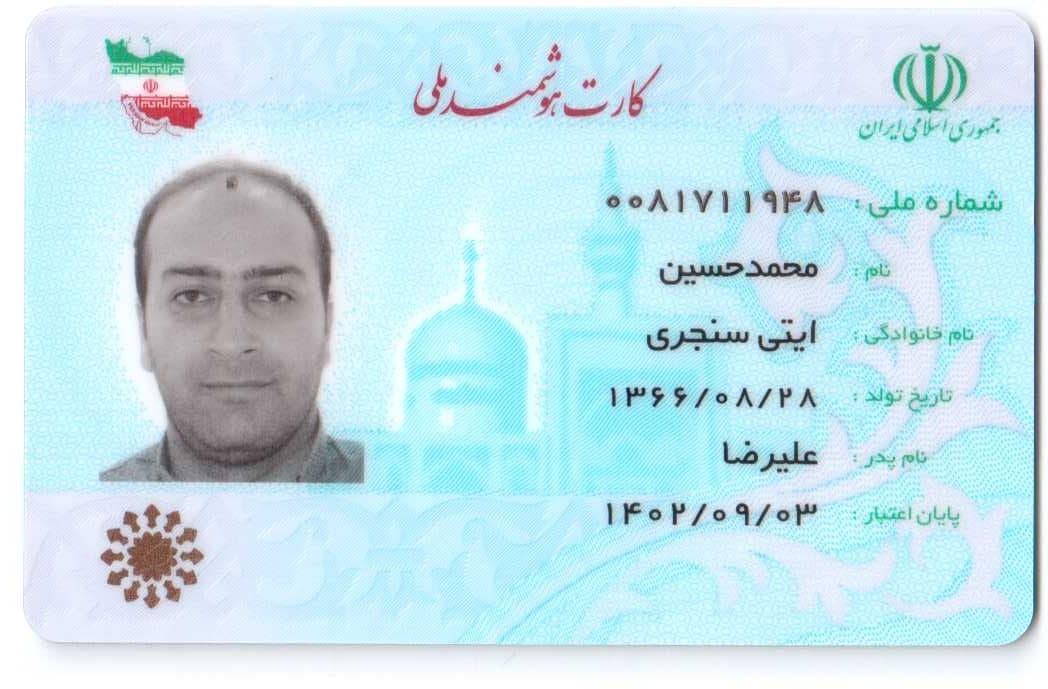 کارت هوشمند ملی
جمهوری اسلامی ایران
شماره ملی : ۰۰۸۱۷۱۱۹۴۸
نام : محمدحسین
نام خانوادگی : ایتی سنجری
تاریخ تولد : ۱۳۶۶/۰۸/۲۸
نام پدر : علیرضا
پایان اعتبار : ۱۴۰۲/۰۹/۰۳